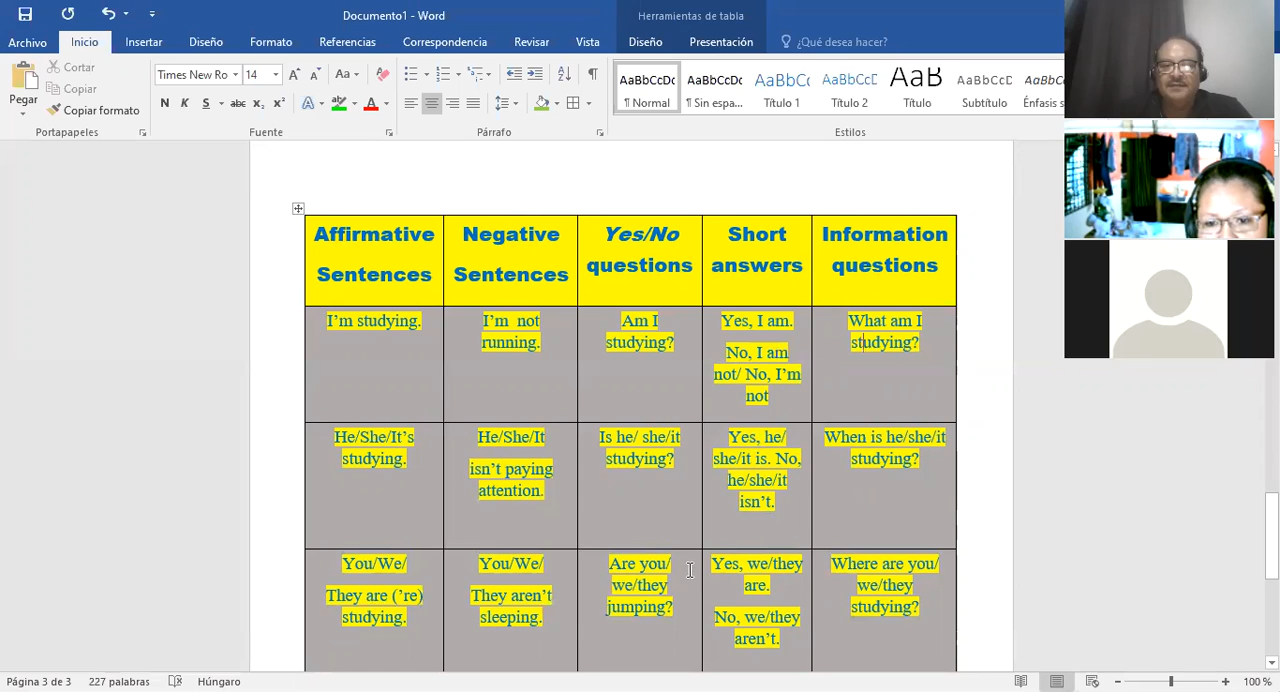 Documento1 - Word
Herramientas de tabla
Archivo Inicio Insertar Diseño Formato Referencias Correspondencia Revisar Vista Diseño Presentación ¿Qué desea hacer?
Cortar
Copiar
Copiar formato
Pegar
Times New Ro 14
Aa
N K S abc x₂ x²
AaBbCcDc AaBbCcDc AaBbC AaBbCcD AaB AaBbCcD AaBbCcD
¶ Normal ¶ Sin espa... Título 1 Título 2 Título Subtítulo Énfasis s
Portapapeles Fuente Párrafo Estilos
Affirmative
Sentences
Negative
Sentences
Yes/No
questions
Short
answers
Information
questions
I’m studying.
I’m not
running.
Am I
studying?
Yes, I am.
No, I am
not/ No, I’m
not
What am I
studying?
He/She/It’s
studying.
He/She/It
isn’t paying
attention.
Is he/ she/it
studying?
Yes, he/
she/it is. No,
he/she/it
isn’t.
When is he/she/it
studying?
You/We/
They are (’re)
studying.
You/We/
They aren’t
sleeping.
Are you/
we/they
jumping?
Yes, we/they
are.
No, we/they
aren’t.
Where are you/
we/they
studying?
Página 3 de 3 227 palabras Húngaro 100 %